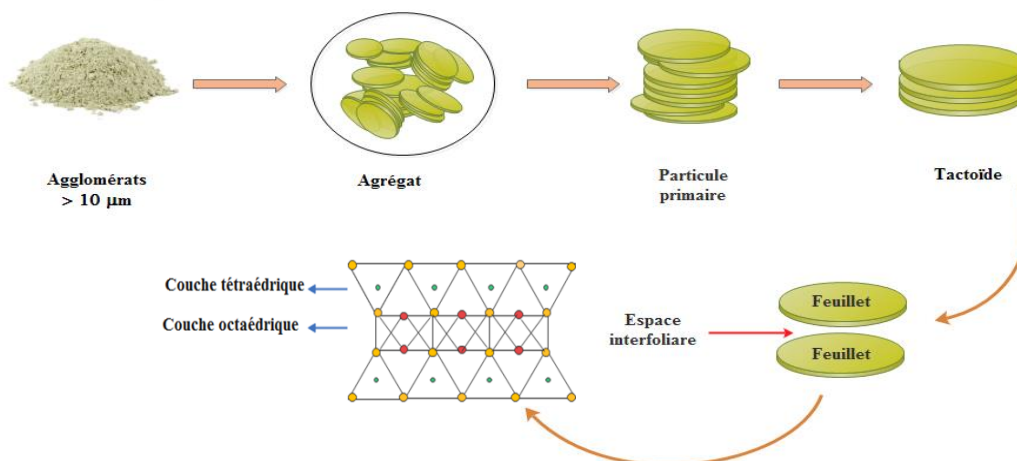 Agglomérats
> 10 µm
Agrégat
Particule
primaire
Tactoïde
Couche tétraédrique
Couche octaédrique
Espace
interfoliare
Feuillet
Feuillet